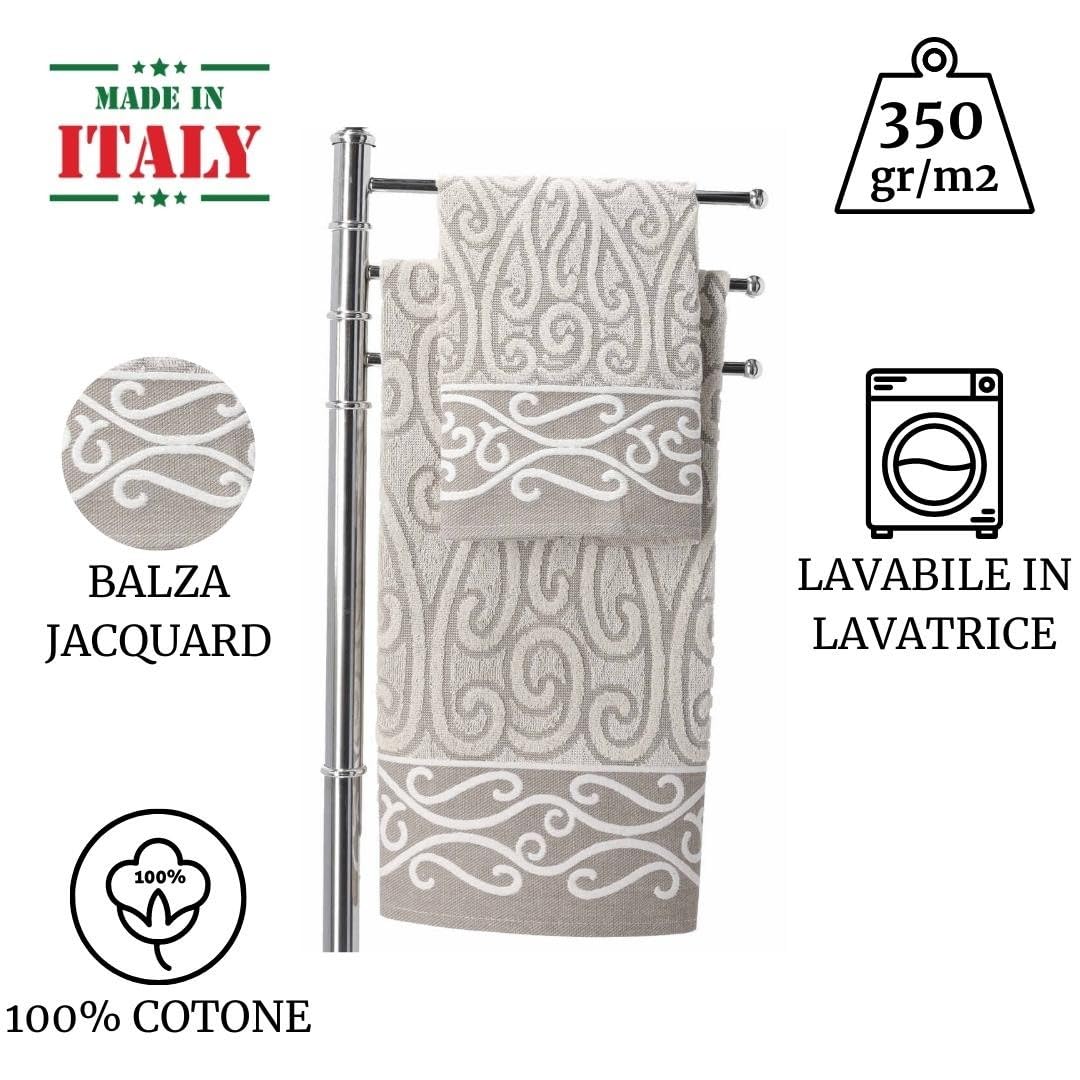 MADE IN
ITALY
350
gr/m2
BALZA
JACQUARD
LAVABILE IN
LAVATRICE
100%
100% COTONE